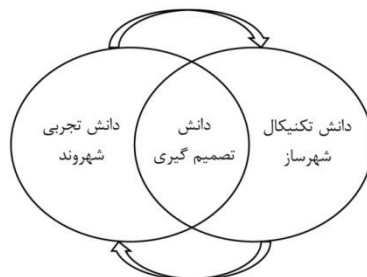 دانش تکنیکال
شهرساز
دانش
تصمیم گیری
دانش تجربی
شهروند